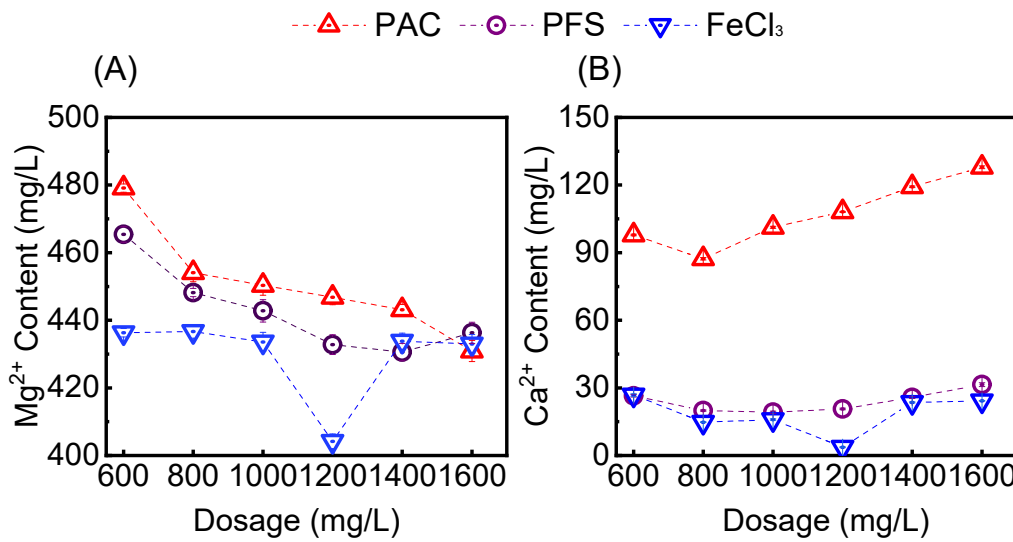 PAC PFS FeCl₃
(A) (B)
Mg²⁺ Content (mg/L)
500
480
460
440
420
400
600 800 1000 1200 1400 1600
Dosage (mg/L)
Ca²⁺ Content (mg/L)
150
120
90
60
30
0
600 800 1000 1200 1400 1600
Dosage (mg/L)